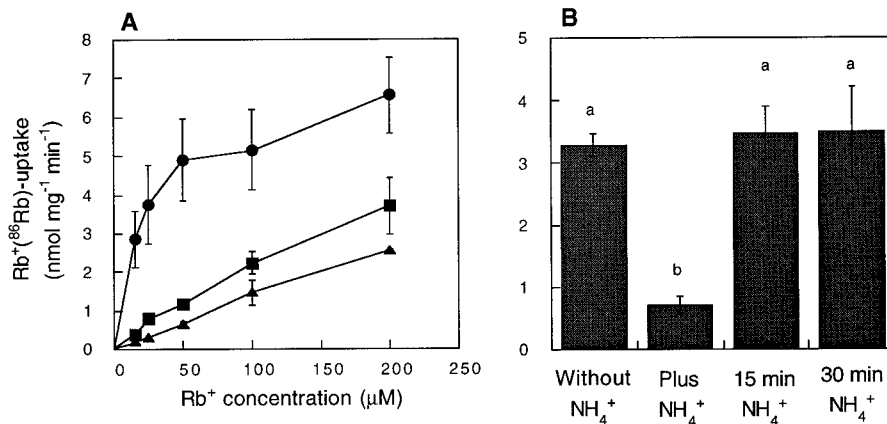 A
Rb⁺(⁸⁶Rb)-uptake
(nmol mg⁻¹ min⁻¹)
8
7
6
5
4
3
2
1
0
0 50 100 150 200 250
Rb⁺ concentration (μM)
B
5
4
3
2
1
0
a
b
a
a
Without Plus 15 min 30 min
NH₄⁺ NH₄⁺ NH₄⁺ NH₄⁺